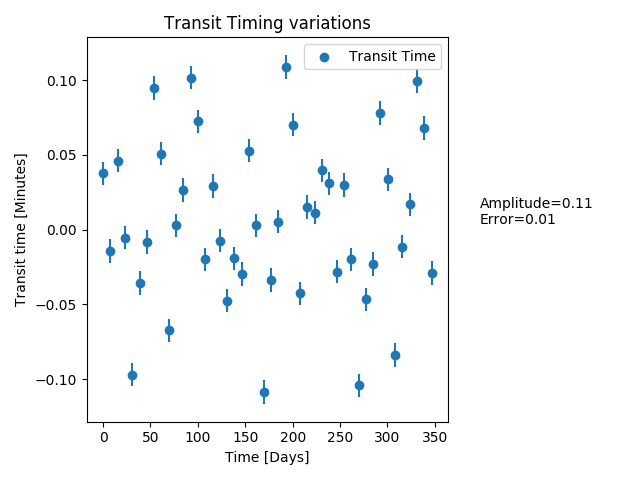 Transit Timing variations
Transit Time
0.10
0.05
0.00
−0.05
−0.10
Transit time [Minutes]
0 50 100 150 200 250 300 350
Time [Days]
Amplitude=0.11
Error=0.01